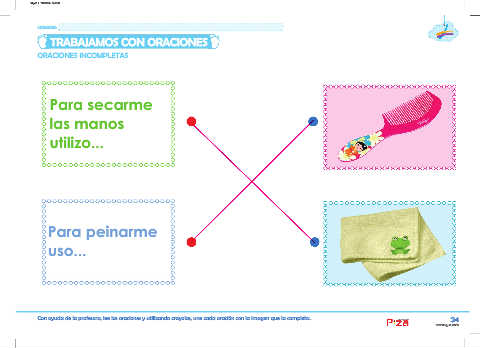 TRABAJAMOS CON ORACIONES
ORACIONES INCOMPLETAS
Para secarme
las manos
utilizo...
Para peinarme
uso...
Con ayuda de la profesora, lee las oraciones y utilizando crayolas, une cada oración con la imagen que la completa.
34